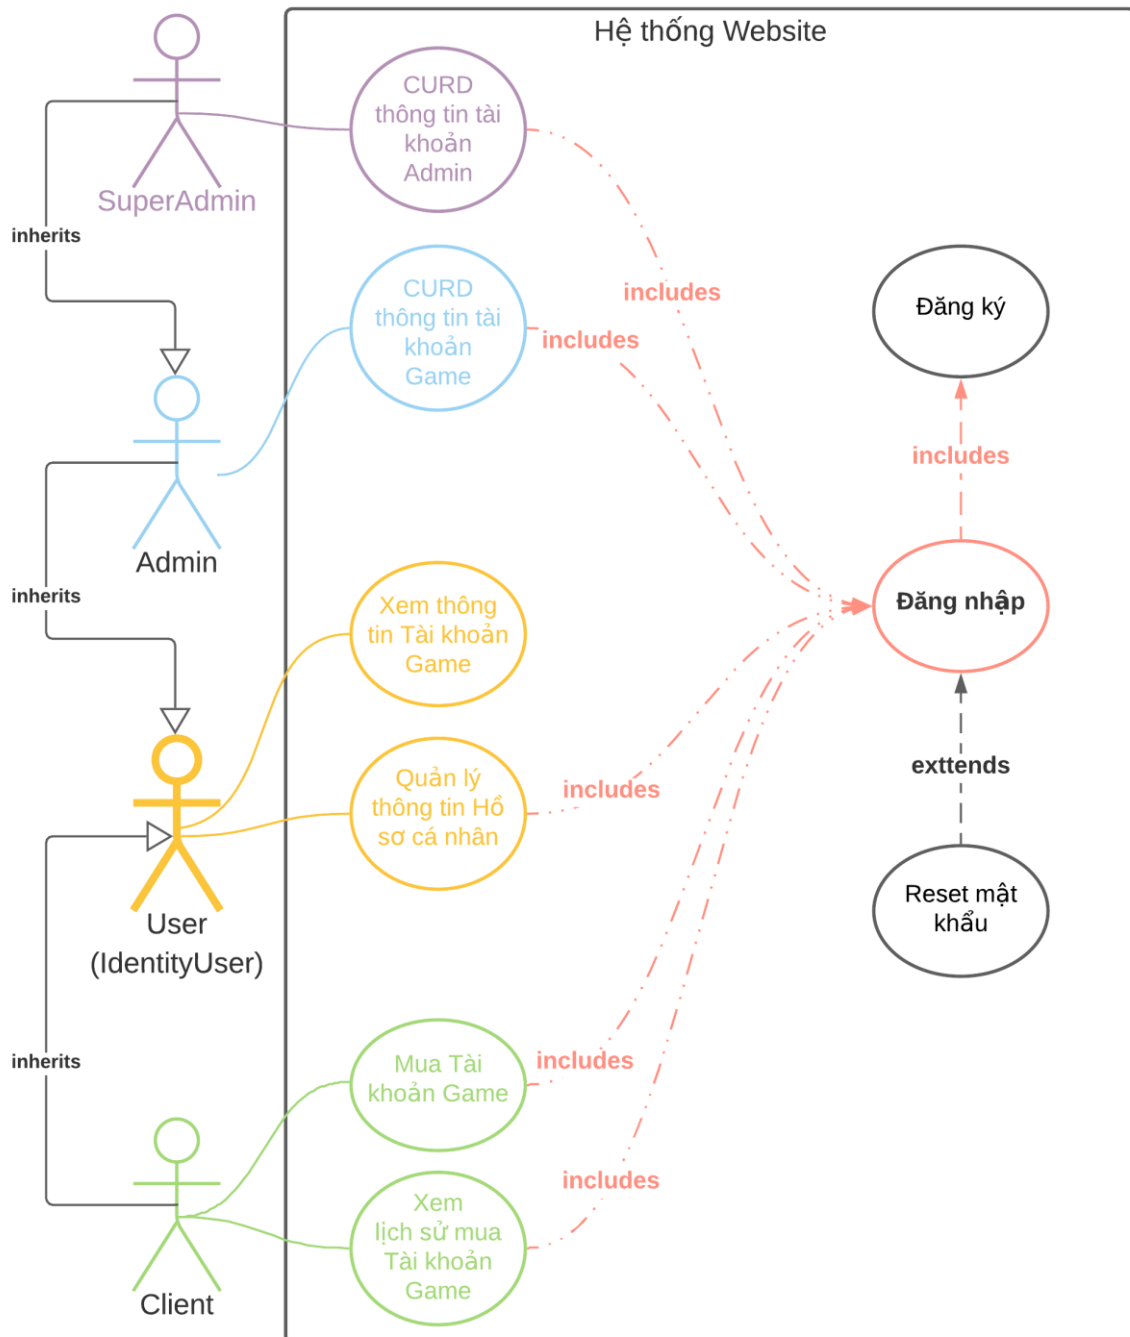 Hệ thống Website
CURD
thông tin tài
khoản
Admin
SuperAdmin
inherits
includes
CURD
thông tin tài
khoản
Game
includes
Đăng ký
includes
Admin
inherits
Xem thông
tin Tài khoản
Game
Đăng nhập
Quản lý
thông tin Hồ
sơ cá nhân
includes
exttends
User
(IdentityUser)
Reset mật
khẩu
inherits
Mua Tài
khoản Game
includes
Xem
lịch sử mua
Tài khoản
Game
includes
Client